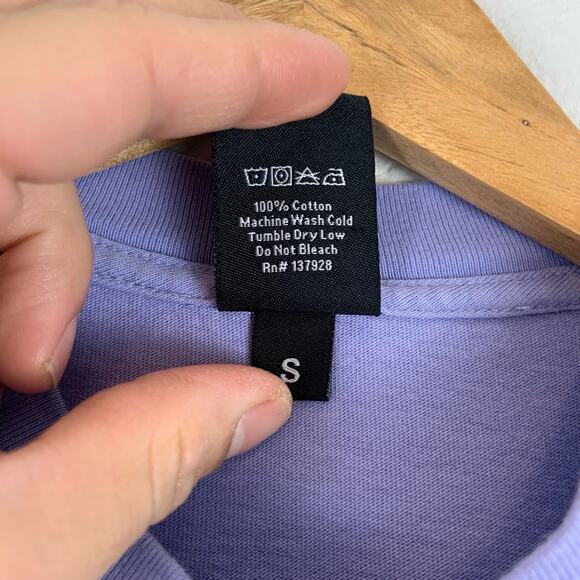 100% Cotton
Machine Wash Cold
Tumble Dry Low
Do Not Bleach
Rn# 137928
S